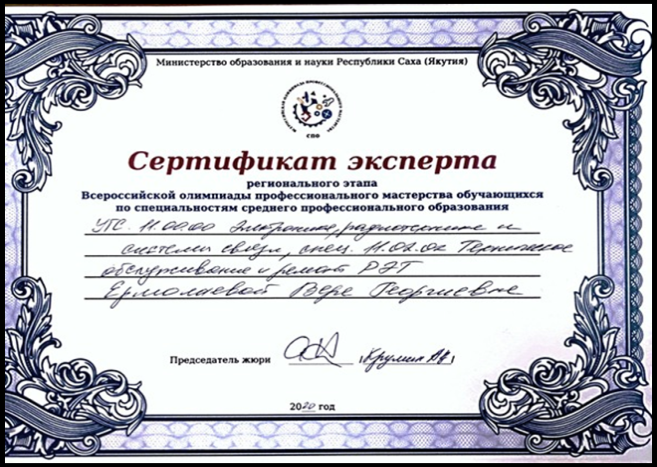 Министерство образования и науки Республики Саха (Якутия)
СПО
Сертификат эксперта
регионального этапа
Всероссийской олимпиады профессионального мастерства обучающихся
по специальностям среднего профессионального образования
УГС. 11.00.00 Электроника, радиотехника и
системы связи, спец. 11.02.02 Техническое
обслуживание и ремонт РЭТ
Ермолаевой Вере Георгиевне
Председатель жюри
2020 год